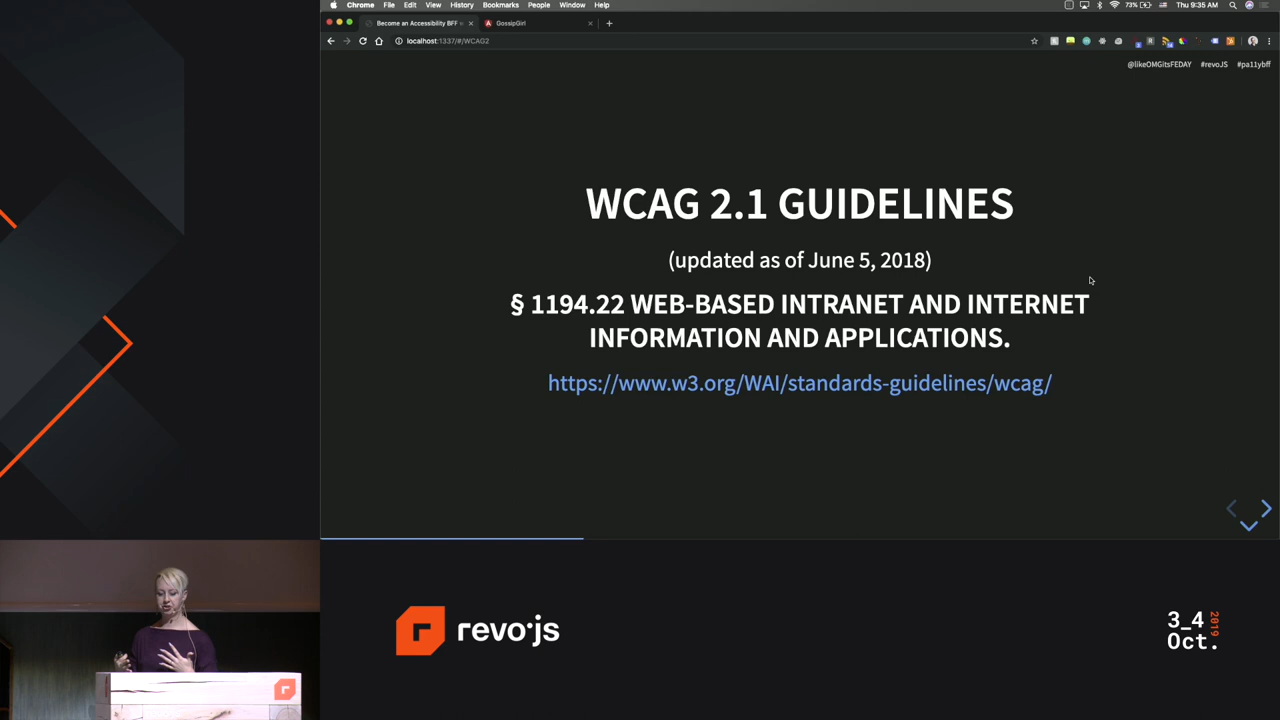 Chrome File Edit View History Bookmarks People Window Help
73% Thu 9:35 AM
Become an Accessibility BFF
GossipGirl
localhost:1337/#/WCAG2
@likeOMGitsFEDAY #revoJS #pa11ybff
WCAG 2.1 GUIDELINES
(updated as of June 5, 2018)
§ 1194.22 WEB-BASED INTRANET AND INTERNET
INFORMATION AND APPLICATIONS.
https://www.w3.org/WAI/standards-guidelines/wcag/
r revo·js
3_4
Oct.
2019
r